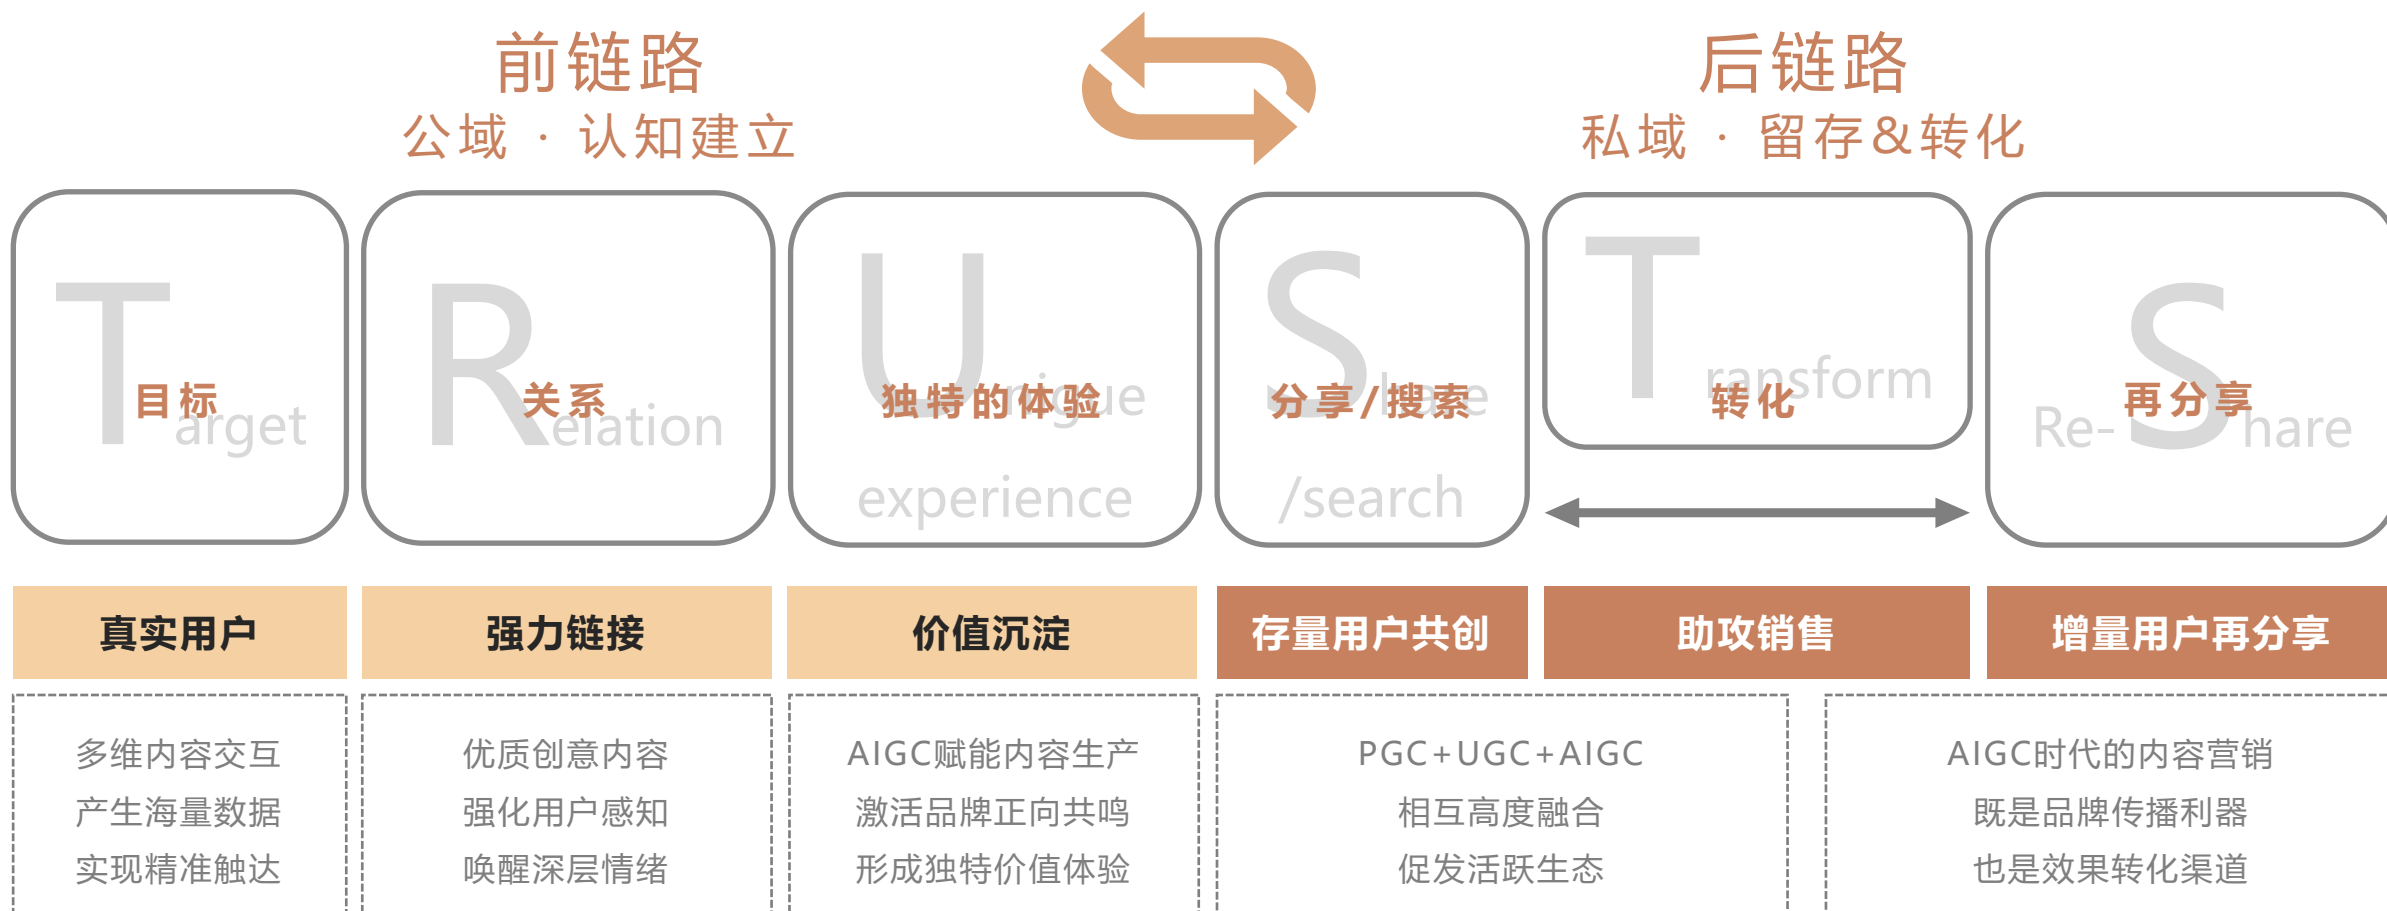 前链路
公域 · 认知建立
后链路
私域 · 留存&转化
Target
目标
Relation
关系
Unique
experience
独特的体验
Share
/search
分享/搜索
Transform
转化
Re-Share
再分享
真实用户
强力链接
价值沉淀
存量用户共创
助攻销售
增量用户再分享
多维内容交互
产生海量数据
实现精准触达
优质创意内容
强化用户感知
唤醒深层情绪
AIGC赋能内容生产
激活品牌正向共鸣
形成独特价值体验
PGC+UGC+AIGC
相互高度融合
促发活跃生态
AIGC时代的内容营销
既是品牌传播利器
也是效果转化渠道